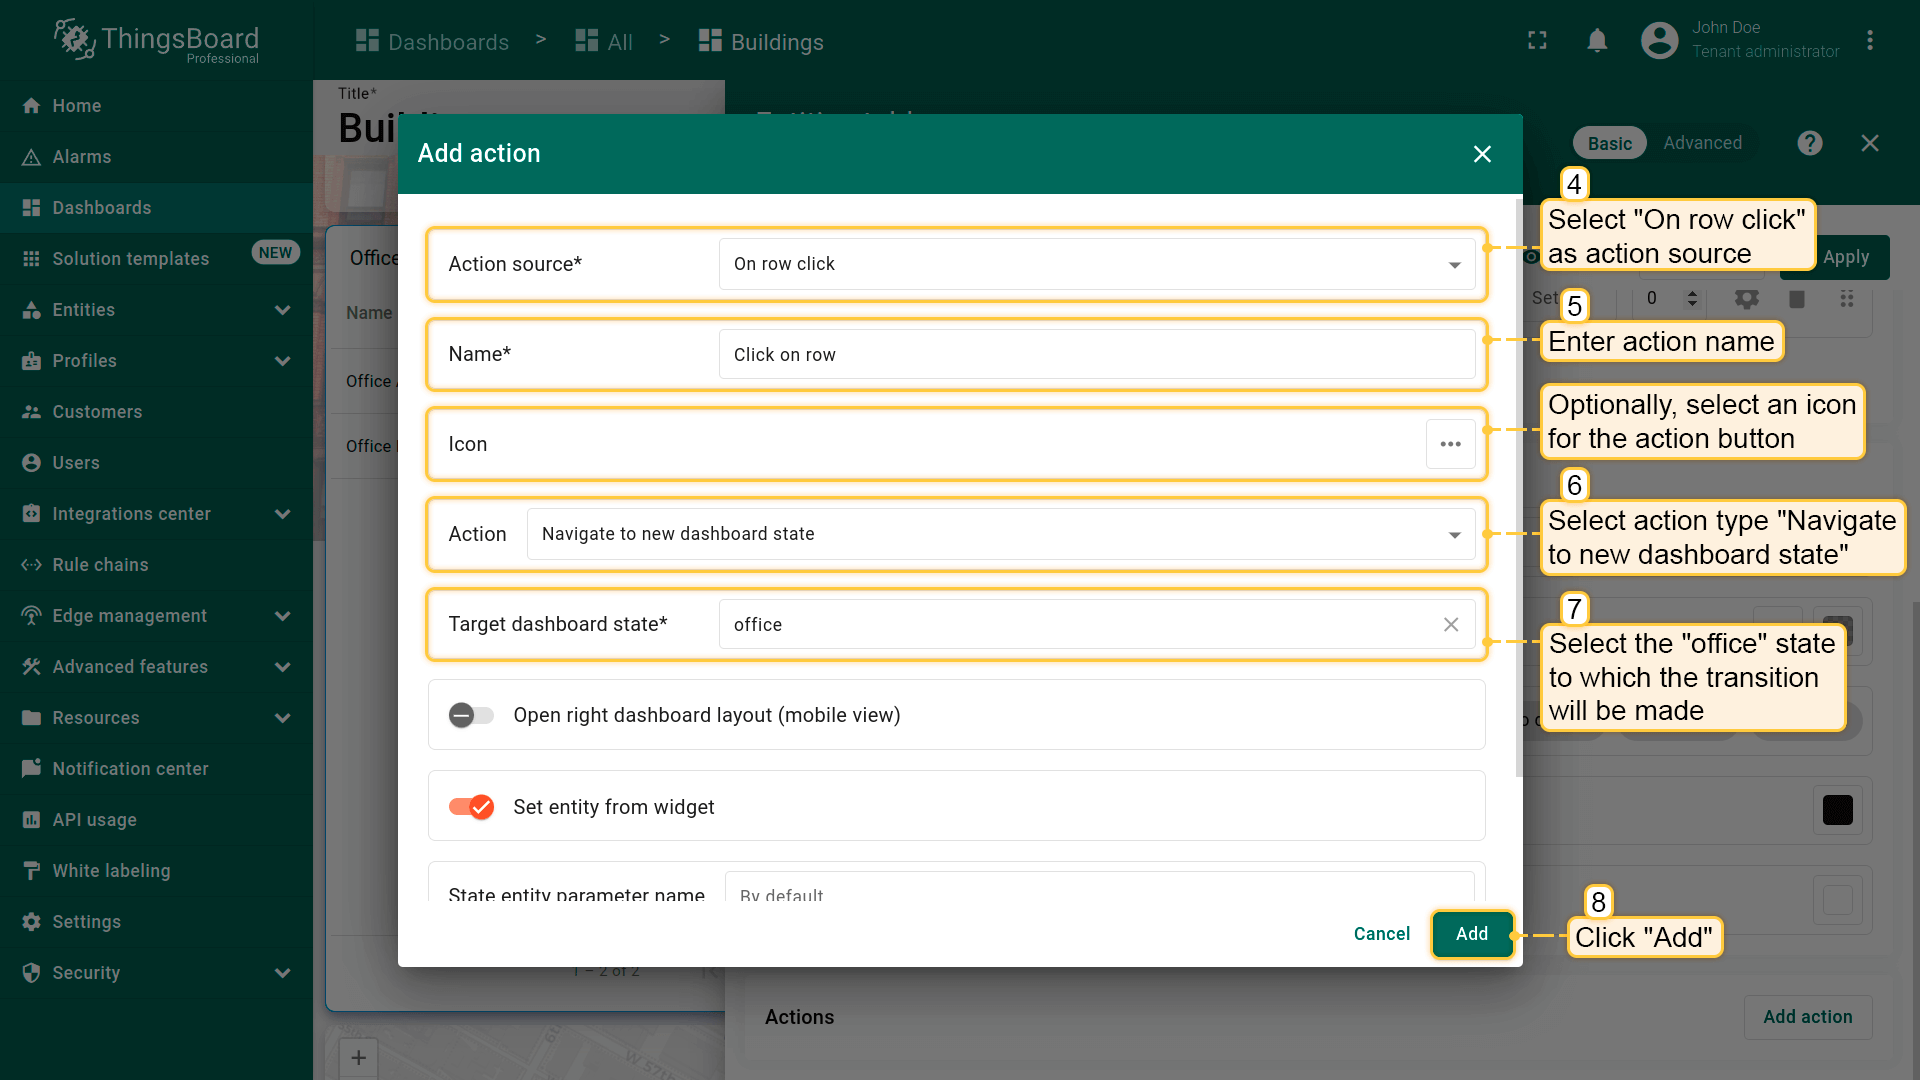 ThingsBoard
Professional
Dashboards > All > Buildings
John Doe
Tenant administrator
Home
Alarms
Dashboards
Solution templates
NEW
Entities
Profiles
Customers
Users
Integrations center
Rule chains
Edge management
Advanced features
Resources
Notification center
API usage
White labeling
Settings
Security
Title*
Office
Name
Office
Office
1 – 2 of 2
Basic
Advanced
Apply
0
Add action
Action source*
On row click
Name*
Click on row
Icon
Action
Navigate to new dashboard state
Target dashboard state*
office
Open right dashboard layout (mobile view)
Set entity from widget
State entity parameter name
By default
Cancel
Add
4
Select "On row click"
as action source
5
Enter action name
Optionally, select an icon
for the action button
6
Select action type "Navigate
to new dashboard state"
7
Select the "office" state
to which the transition
will be made
8
Click "Add"
Actions
Add action
W 57th